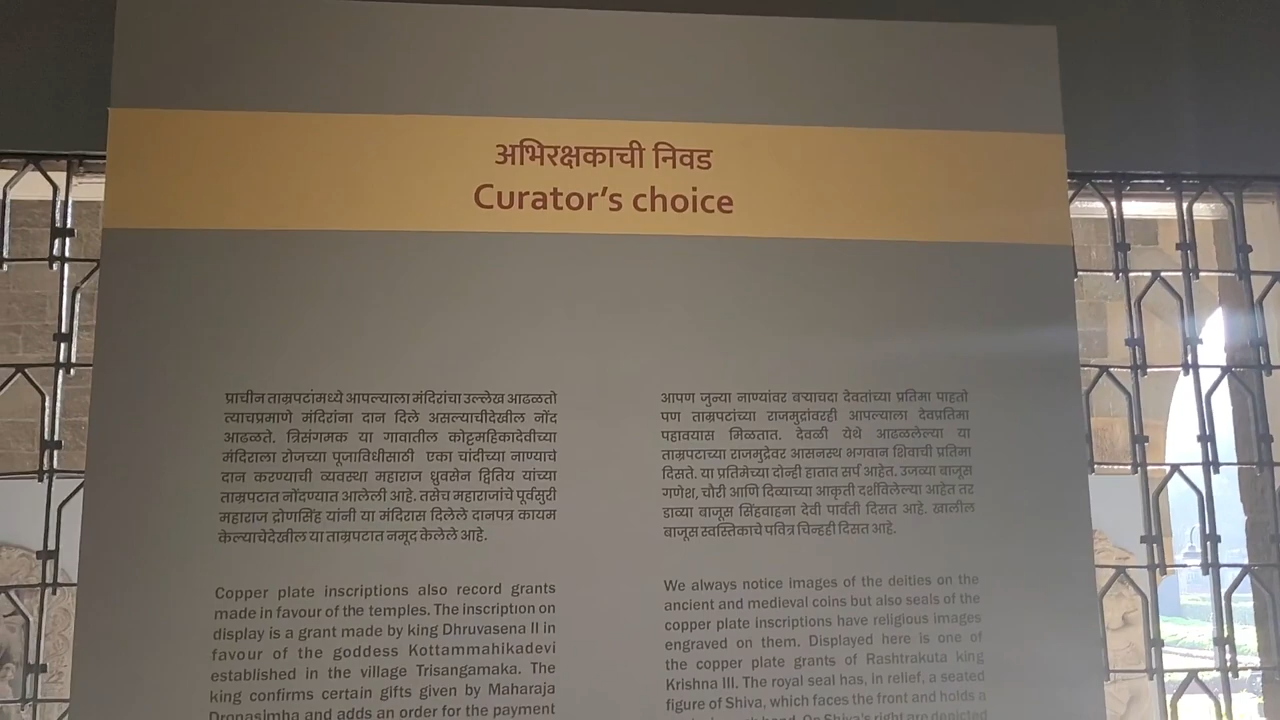 अभिरक्षकाची निवड
Curator's choice
प्राचीन ताम्रपटांमध्ये आपल्याला मंदिरांचा उल्लेख आढळतो
त्याचप्रमाणे मंदिरांना दान दिले असल्याचीदेखील नोंद
आढळते. त्रिसंगमक या गावातील कोट्टमहिकादेवीच्या
मंदिराला रोजच्या पूजाविधीसाठी एका चांदीच्या नाण्याचे
दान करण्याची व्यवस्था महाराज ध्रुवसेन द्वितिय यांच्या
ताम्रपटात नोंदण्यात आलेली आहे. तसेच महाराजांचे पूर्वसुरी
महाराज द्रोणसिंह यांनी या मंदिरास दिलेले दानपत्र कायम
केल्याचेदेखील या ताम्रपटात नमूद केलेले आहे.
Copper plate inscriptions also record grants
made in favour of the temples. The inscription on
display is a grant made by king Dhruvasena II in
favour of the goddess Kottammahikadevi
established in the village Trisangamaka. The
king confirms certain gifts given by Maharaja
Dronasimha and adds an order for the payment
आपण जुन्या नाण्यांवर बऱ्याचदा देवतांच्या प्रतिमा पाहतो
पण ताम्रपटांच्या राजमुद्रांवरही आपल्याला देवप्रतिमा
पहावयास मिळतात. देवळी येथे आढळलेल्या या
ताम्रपटाच्या राजमुद्रेवर आसनस्थ भगवान शिवाची प्रतिमा
दिसते. या प्रतिमेच्या दोन्ही हातात सर्प आहेत. उजव्या बाजूस
गणेश, चौरी आणि दिव्याच्या आकृती दर्शविलेल्या आहेत तर
डाव्या बाजूस सिंहवाहना देवी पार्वती दिसत आहे. खालील
बाजूस स्वस्तिकाचे पवित्र चिन्हही दिसत आहे.
We always notice images of the deities on the
ancient and medieval coins but also seals of the
copper plate inscriptions have religious images
engraved on them. Displayed here is one of
the copper plate grants of Rashtrakuta king
Krishna III. The royal seal has, in relief, a seated
figure of Shiva, which faces the front and holds a
hand. On Shiva's right are depicted